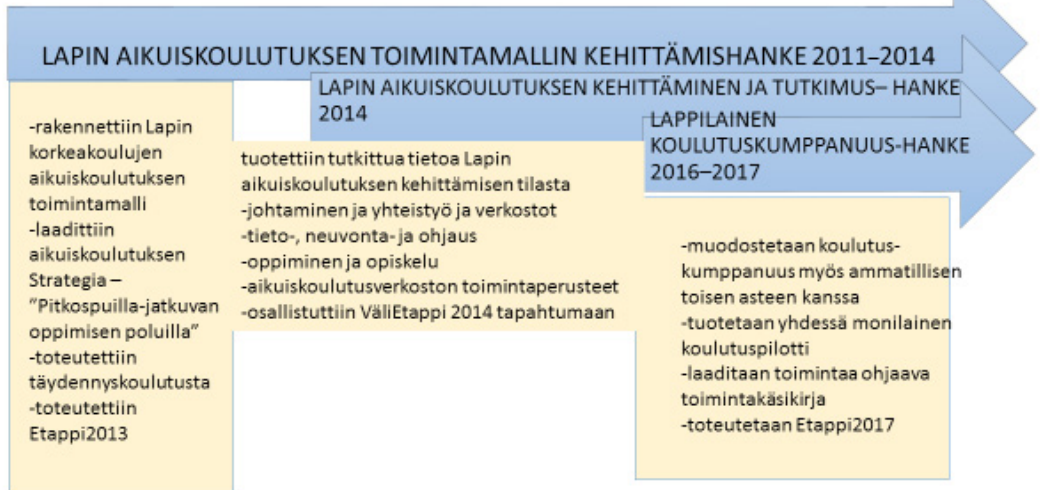 LAPIN AIKUISKOULUTUKSEN TOIMINTAMALLIN KEHITTÄMISHANKE 2011–2014
LAPIN AIKUISKOULUTUKSEN KEHITTÄMINEN JA TUTKIMUS– HANKE
2014
LAPPILAINEN
KOULUTUSKUMPPANUUS-HANKE
2016–2017
-rakennettiin Lapin
korkeakoulujen
aikuiskoulutuksen
toimintamalli
-laadittiin
aikuiskoulutuksen
Strategia –
”Pitkospuilla-jatkuvan
oppimisen poluilla”
-toteutettiin
täydennyskoulutusta
-toteutettiin
Etappi2013
tuotettiin tutkittua tietoa Lapin
aikuiskoulutuksen kehittämisen tilasta
-johtaminen ja yhteistyö ja verkostot
-tieto-, neuvonta- ja ohjaus
-oppiminen ja opiskelu
-aikuiskoulutusverkoston toimintaperusteet
-osallistuttiin VäliEtappi 2014 tapahtumaan
-muodostetaan koulutus-
kumppanuus myös ammatillisen
toisen asteen kanssa
-tuotetaan yhdessä monilainen
koulutuspilotti
-laaditaan toimintaa ohjaava
toimintakäsikirja
-toteutetaan Etappi2017